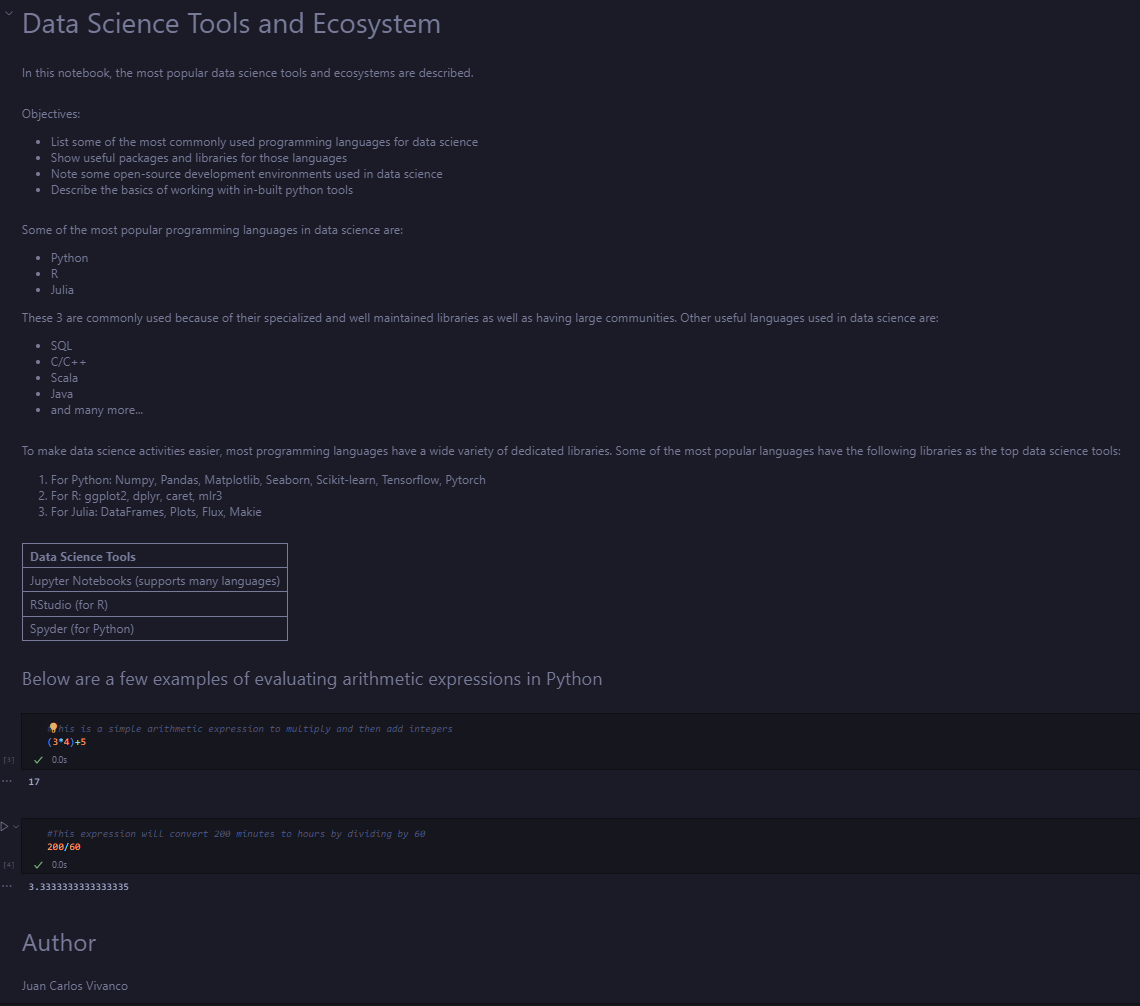 Data Science Tools and Ecosystem
In this notebook, the most popular data science tools and ecosystems are described.
Objectives:
• List some of the most commonly used programming languages for data science
• Show useful packages and libraries for those languages
• Note some open-source development environments used in data science
• Describe the basics of working with in-built python tools
Some of the most popular programming languages in data science are:
• Python
• R
• Julia
These 3 are commonly used because of their specialized and well maintained libraries as well as having large communities. Other useful languages used in data science are:
• SQL
• C/C++
• Scala
• Java
• and many more...
To make data science activities easier, most programming languages have a wide variety of dedicated libraries. Some of the most popular languages have the following libraries as the top data science tools:
1. For Python: Numpy, Pandas, Matplotlib, Seaborn, Scikit-learn, Tensorflow, Pytorch
2. For R: ggplot2, dplyr, caret, mlr3
3. For Julia: DataFrames, Plots, Flux, Makie
Data Science Tools
Jupyter Notebooks (supports many languages)
RStudio (for R)
Spyder (for Python)
Below are a few examples of evaluating arithmetic expressions in Python
his is a simple arithmetic expression to multiply and then add integers
(3*4)+5
[3] 0.0s
... 17
#This expression will convert 200 minutes to hours by dividing by 60
200/60
[4] 0.0s
... 3.3333333333333335
Author
Juan Carlos Vivanco